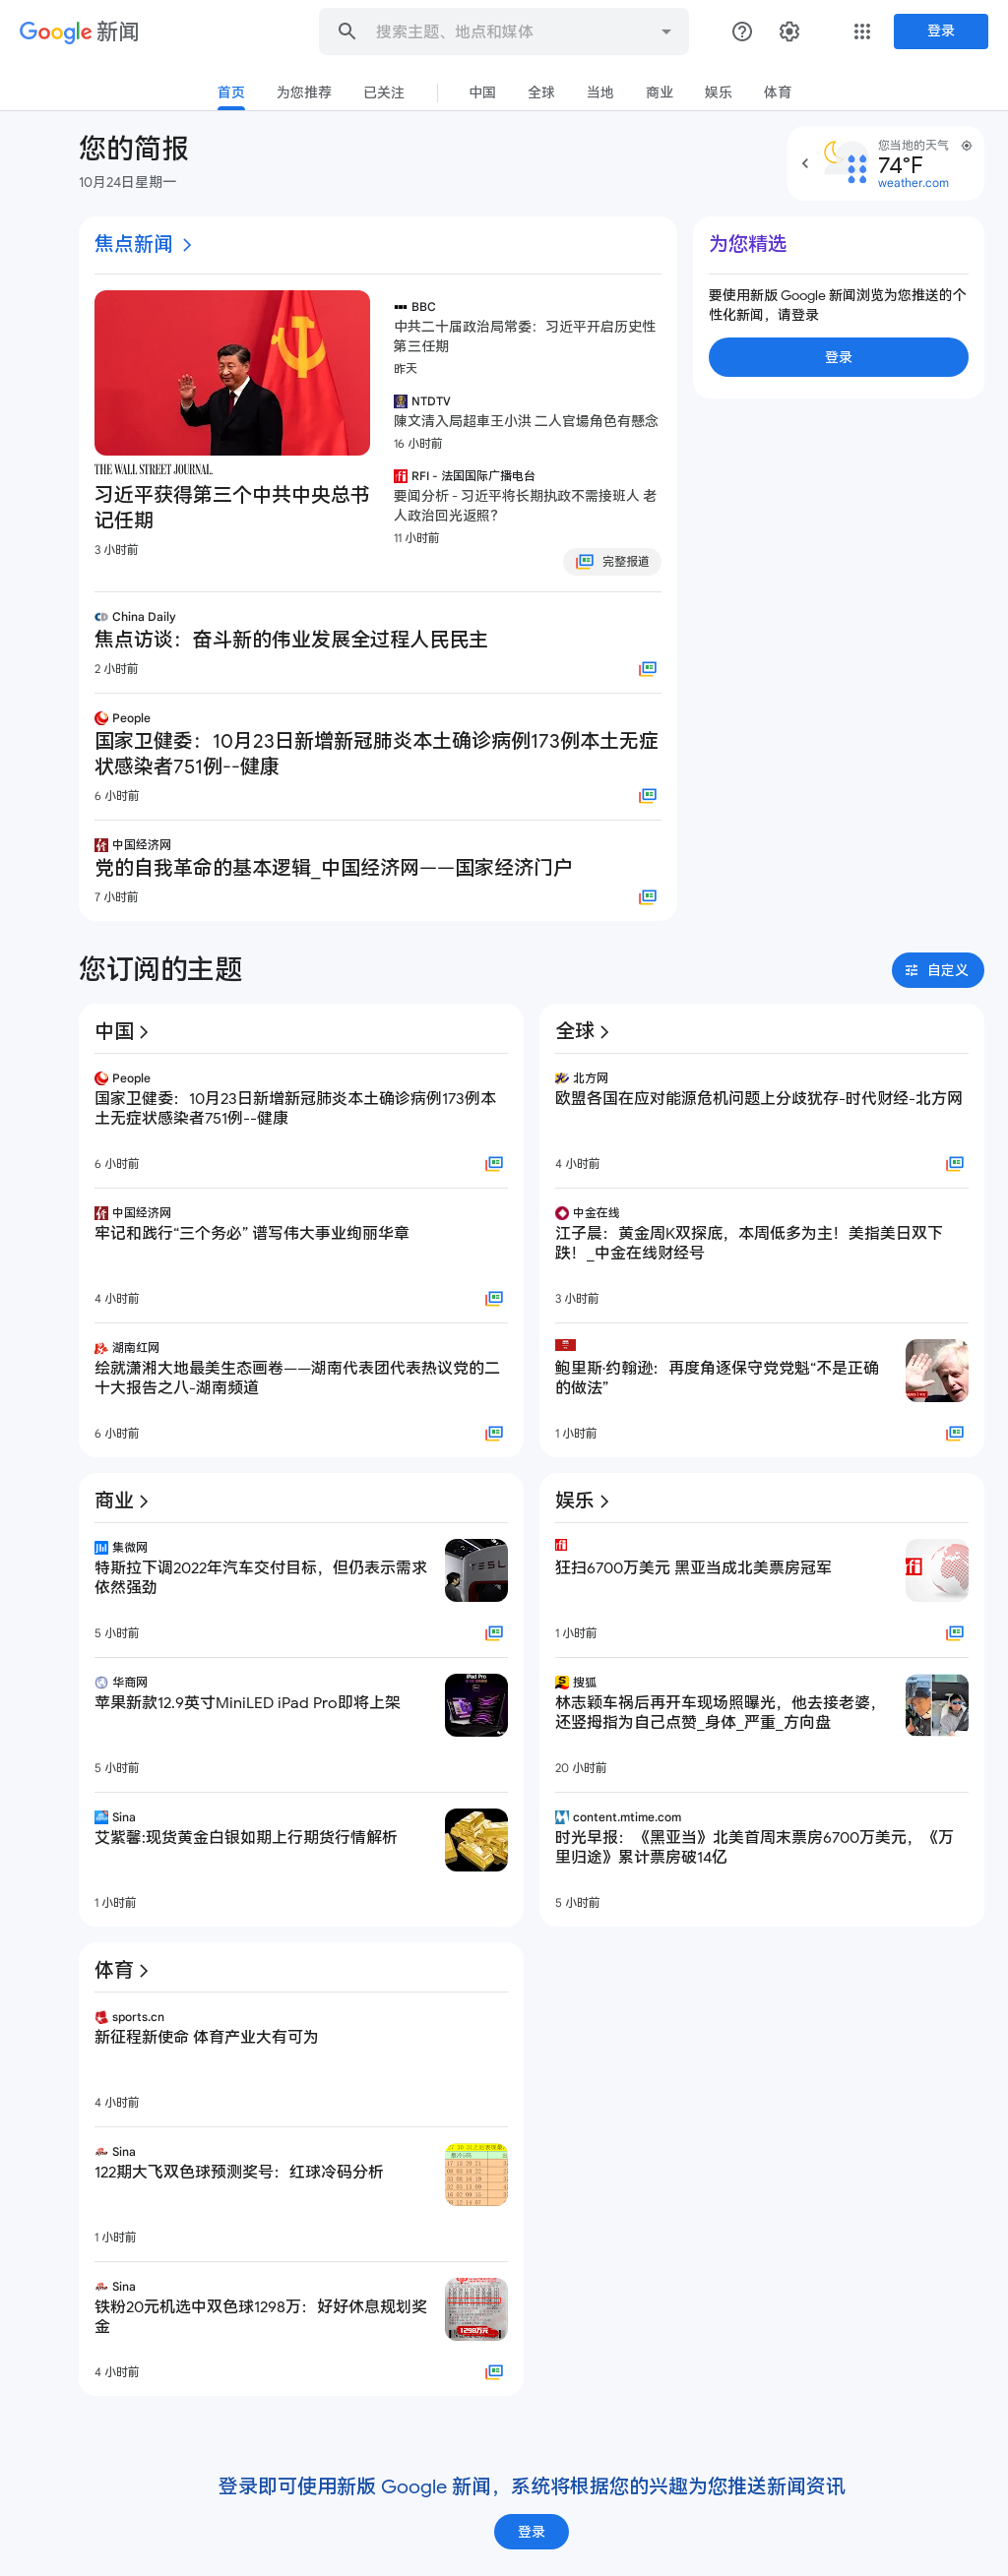 Google 新闻
搜索主题、地点和媒体
登录
首页 为您推荐 已关注 中国 全球 当地 商业 娱乐 体育
您的简报
10月24日星期一
您当地的天气
74°F
weather.com
焦点新闻
THE WALL STREET JOURNAL.
习近平获得第三个中共中央总书
记任期
3 小时前
BBC
中共二十届政治局常委：习近平开启历史性
第三任期
昨天
NTDTV
陳文清入局超車王小洪 二人官場角色有懸念
16 小时前
RFI - 法国国际广播电台
要闻分析 - 习近平将长期执政不需接班人 老
人政治回光返照？
11 小时前
完整报道
China Daily
焦点访谈：奋斗新的伟业发展全过程人民民主
2 小时前
People
国家卫健委：10月23日新增新冠肺炎本土确诊病例173例本土无症
状感染者751例--健康
6 小时前
中国经济网
党的自我革命的基本逻辑_中国经济网——国家经济门户
7 小时前
为您精选
要使用新版 Google 新闻浏览为您推送的个
性化新闻，请登录
登录
您订阅的主题
自定义
中国
People
国家卫健委：10月23日新增新冠肺炎本土确诊病例173例本
土无症状感染者751例--健康
6 小时前
中国经济网
牢记和践行“三个务必” 谱写伟大事业绚丽华章
4 小时前
湖南红网
绘就潇湘大地最美生态画卷——湖南代表团代表热议党的二
十大报告之八-湖南频道
6 小时前
全球
北方网
欧盟各国在应对能源危机问题上分歧犹存-时代财经-北方网
4 小时前
中金在线
江子晨：黄金周K双探底，本周低多为主！美指美日双下
跌！_中金在线财经号
3 小时前
鲍里斯·约翰逊：再度角逐保守党党魁“不是正确
的做法”
1 小时前
商业
集微网
特斯拉下调2022年汽车交付目标，但仍表示需求
依然强劲
TESL
5 小时前
华商网
苹果新款12.9英寸MiniLED iPad Pro即将上架
iPad Pro
5 小时前
Sina
艾紫馨:现货黄金白银如期上行期货行情解析
1 小时前
娱乐
狂扫6700万美元 黑亚当成北美票房冠军
rfi
1 小时前
搜狐
林志颖车祸后再开车现场照曝光，他去接老婆，
还竖拇指为自己点赞_身体_严重_方向盘
20 小时前
content.mtime.com
时光早报：《黑亚当》北美首周末票房6700万美元，《万
里归途》累计票房破14亿
5 小时前
体育
sports.cn
新征程新使命 体育产业大有可为
4 小时前
Sina
122期大飞双色球预测奖号：红球冷码分析
1 小时前
Sina
铁粉20元机选中双色球1298万：好好休息规划奖
金
1298万元
4 小时前
登录即可使用新版 Google 新闻，系统将根据您的兴趣为您推送新闻资讯
登录